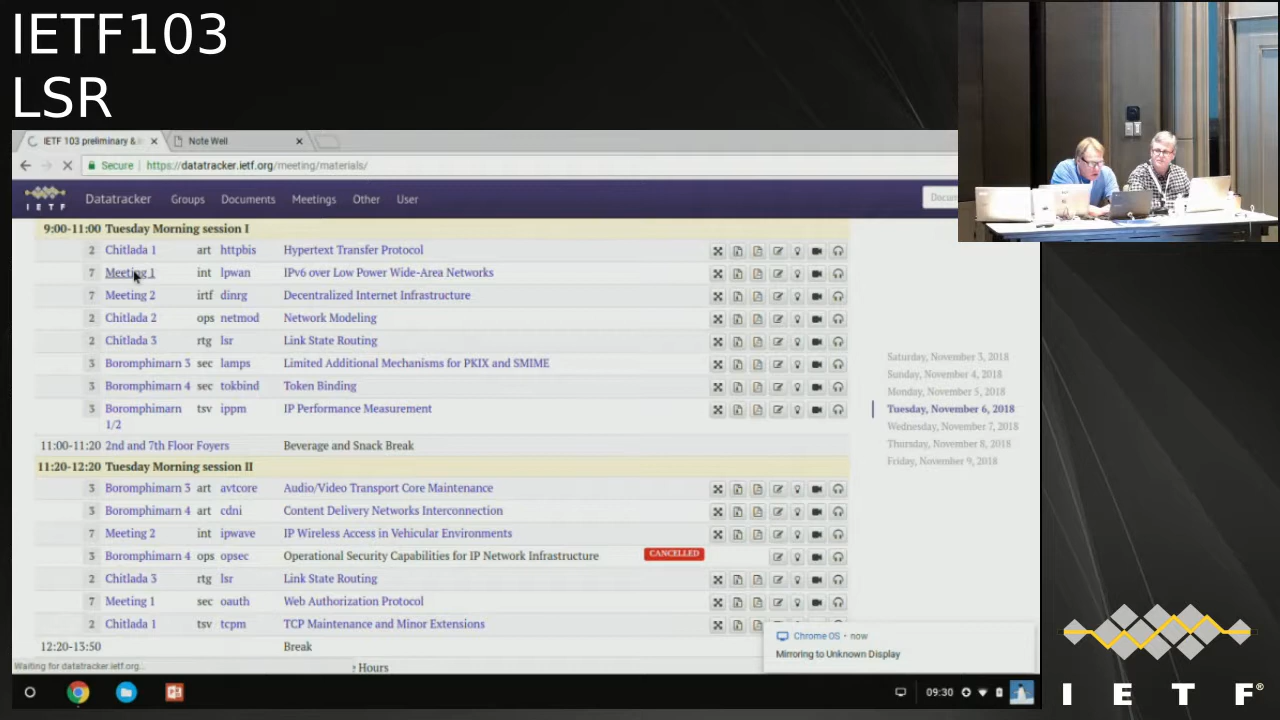 IETF103
LSR
IETF 103 preliminary &
Note Well
Secure https://datatracker.ietf.org/meeting/materials/
IETF Datatracker Groups Documents Meetings Other User
9:00-11:00 Tuesday Morning session I
2 Chitlada 1 art httpbis Hypertext Transfer Protocol
7 Meeting 1 int lpwan IPv6 over Low Power Wide-Area Networks
7 Meeting 2 irtf dinrg Decentralized Internet Infrastructure
2 Chitlada 2 ops netmod Network Modeling
2 Chitlada 3 rtg lsr Link State Routing
3 Boromphimarn 3 sec lamps Limited Additional Mechanisms for PKIX and SMIME
3 Boromphimarn 4 sec tokbind Token Binding
3 Boromphimarn tsv ippm IP Performance Measurement
1/2
11:00-11:20 2nd and 7th Floor Foyers Beverage and Snack Break
11:20-12:20 Tuesday Morning session II
3 Boromphimarn 3 art avtcore Audio/Video Transport Core Maintenance
3 Boromphimarn 4 art cdni Content Delivery Networks Interconnection
7 Meeting 2 int ipwave IP Wireless Access in Vehicular Environments
3 Boromphimarn 4 ops opsec Operational Security Capabilities for IP Network Infrastructure CANCELLED
2 Chitlada 3 rtg lsr Link State Routing
7 Meeting 1 sec oauth Web Authorization Protocol
2 Chitlada 1 tsv tcpm TCP Maintenance and Minor Extensions
12:20-13:50 Break
Hours
Saturday, November 3, 2018
Sunday, November 4, 2018
Monday, November 5, 2018
Tuesday, November 6, 2018
Wednesday, November 7, 2018
Thursday, November 8, 2018
Friday, November 9, 2018
Chrome OS · now
Mirroring to Unknown Display
Waiting for datatracker.ietf.org...
09:30
I E T F®